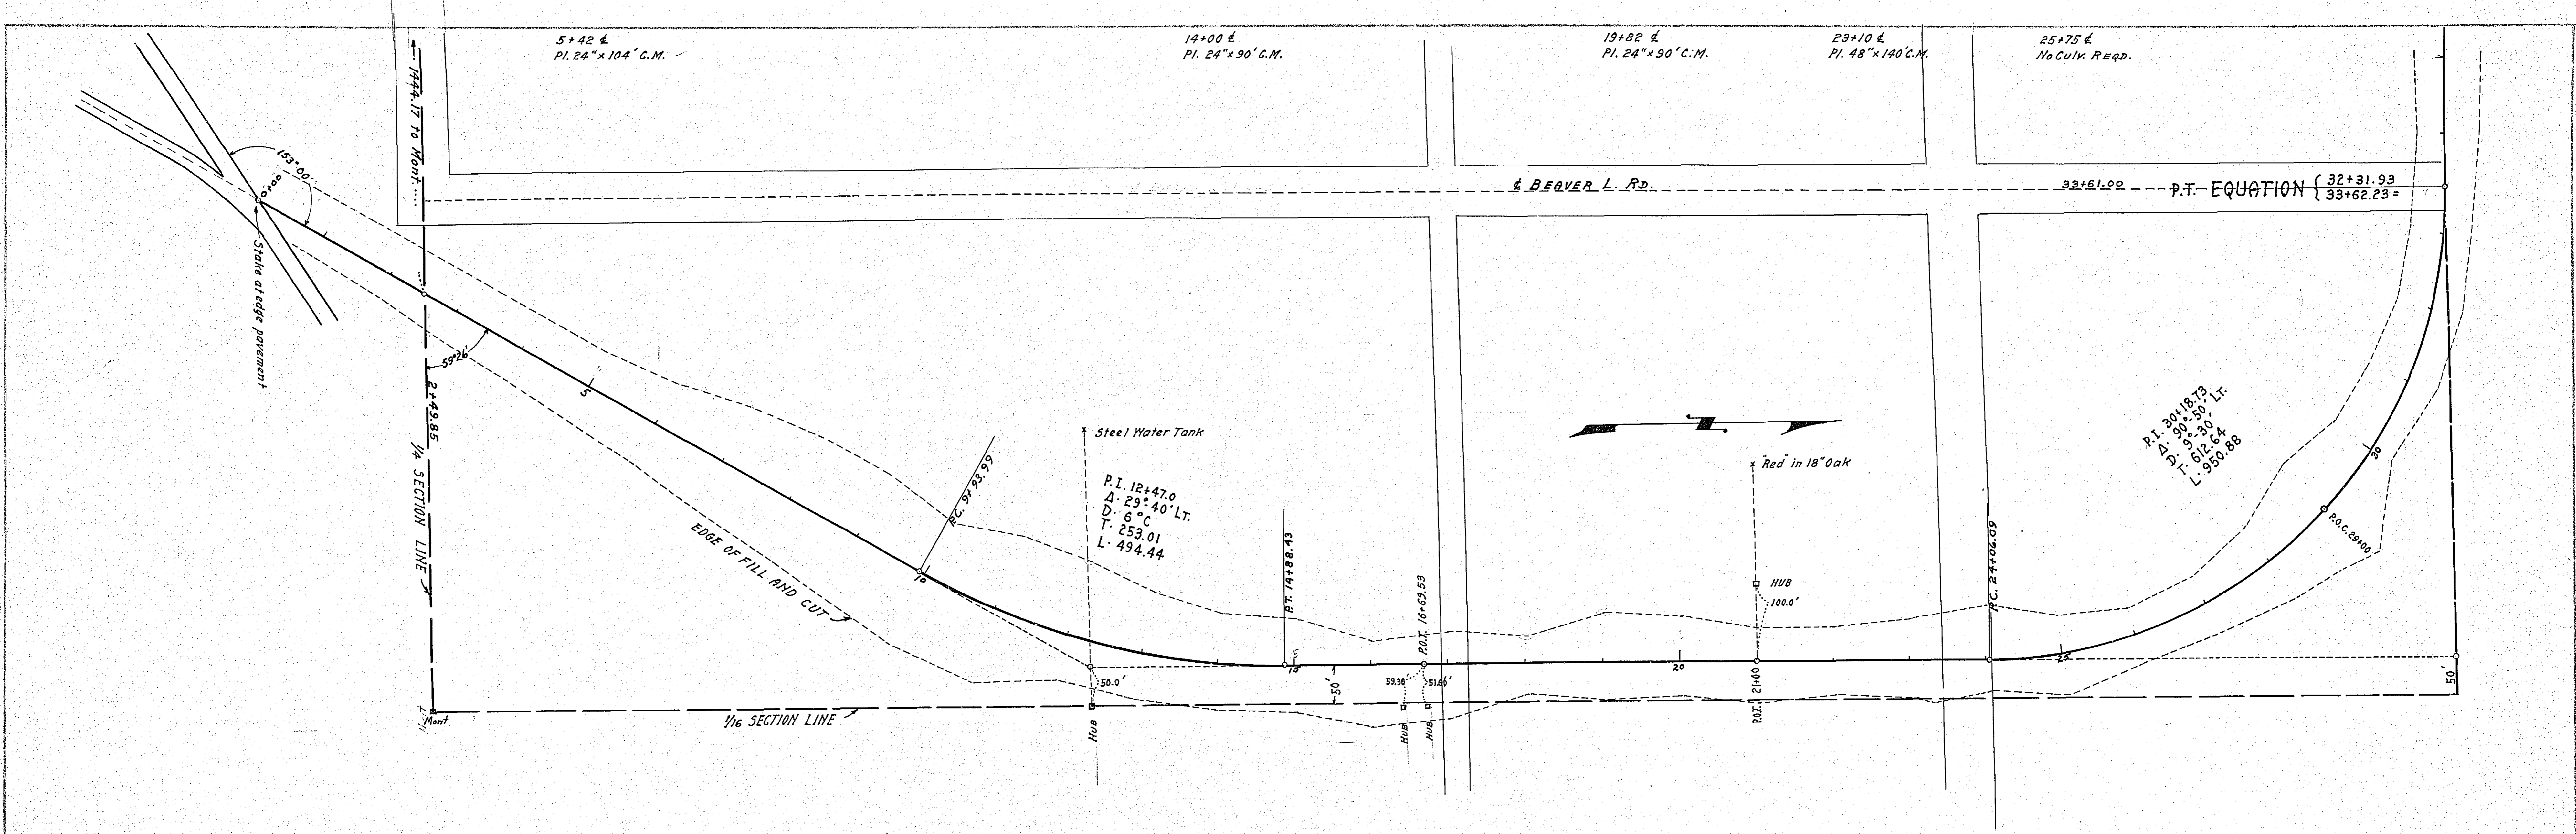 5+42 ℄
Pl. 24"x 104' C.M.
14+00 ℄
Pl. 24"x 90' C.M.
19+82 ℄
Pl. 24"x 90' C.M.
23+10 ℄
Pl. 48"x 140' C.M.
25+75 ℄
No Culv. REQD.
1444.17 to Mont.
153° 00'
0+00
℄ BEAVER L. RD.
33+61.00
P.T. EQUATION { 32+31.93
33+62.23 =
Stake at edge pavement
59°26'
2+49.85
1/4 SECTION LINE
5
Steel Water Tank
P.C. 9+93.99
P.I. 12+47.0
Δ. 29°-40' LT.
D. 6°C
T. 253.01
L. 494.44
"Red" in 18" Oak
P.I. 30+18.73
Δ. 90°-50' LT.
D. 9°-30'
T. 612.64
L. 950.88
30
P.O.C. 29+00
EDGE OF FILL AND CUT
10
P.T. 14+88.43
P.O.T. 16+69.53
HUB
100.0'
P.C. 24+06.09
15
20
25
50.0'
50'
59.30'
51.60'
P.O.T. 21+00
50'
Mont
1/16 SECTION LINE
HUB
HUB
HUB